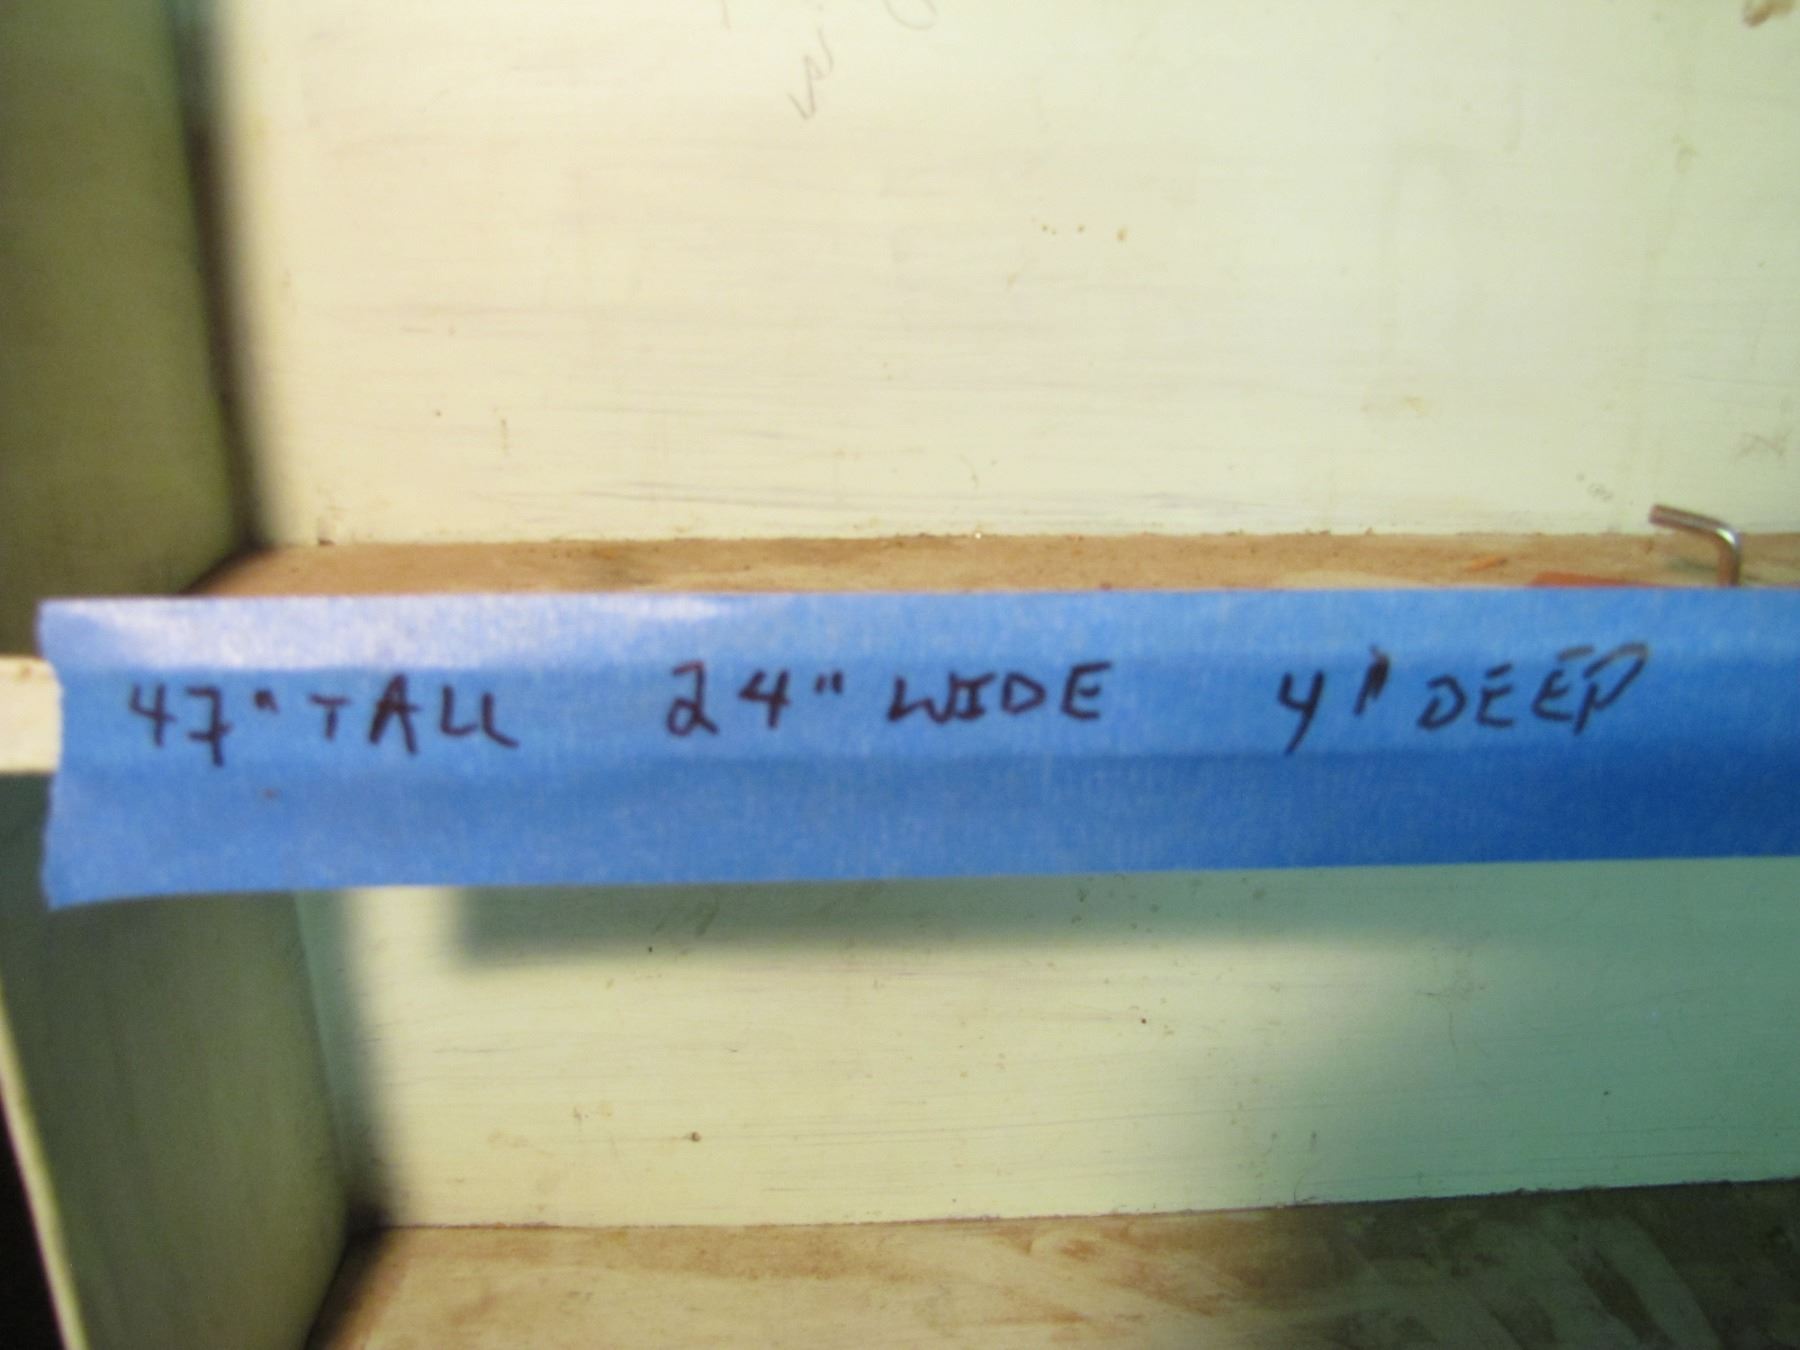 47" TALL 24" WIDE 4" DEEP